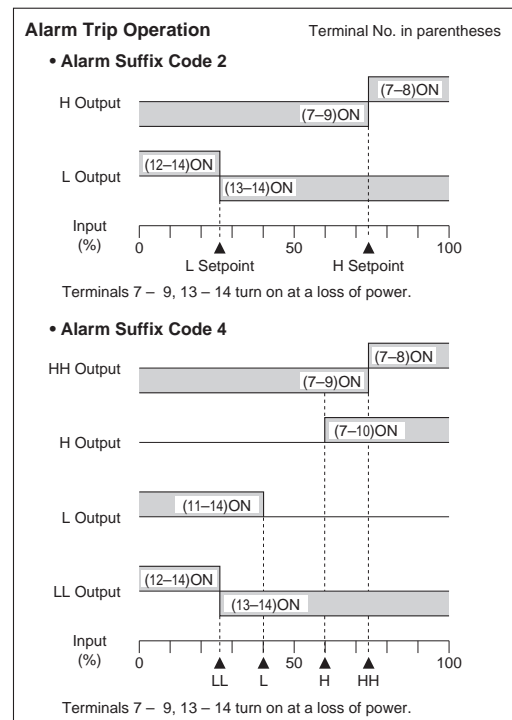 Alarm Trip Operation Terminal No. in parentheses
• Alarm Suffix Code 2
H Output (7–8)ON
(7–9)ON
L Output (12–14)ON
(13–14)ON
Input (%) 0 50 100
L Setpoint H Setpoint
Terminals 7 – 9, 13 – 14 turn on at a loss of power.
• Alarm Suffix Code 4
HH Output (7–8)ON
(7–9)ON
H Output (7–10)ON
L Output (11–14)ON
LL Output (12–14)ON
(13–14)ON
Input (%) 0 50 100
LL L H HH
Terminals 7 – 9, 13 – 14 turn on at a loss of power.